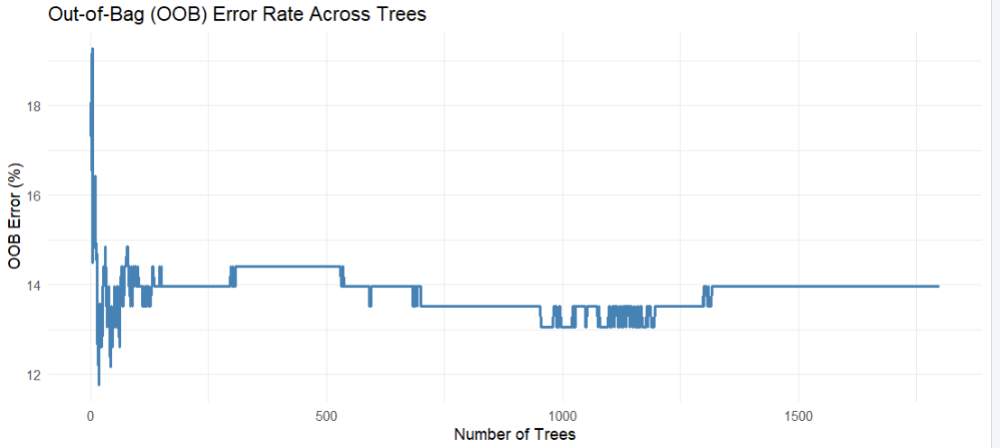 Out-of-Bag (OOB) Error Rate Across Trees
OOB Error (%)
18
16
14
12
0 500 1000 1500
Number of Trees